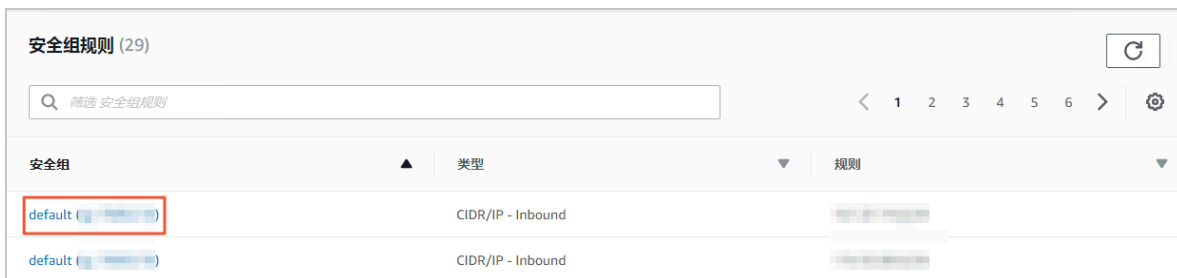 安全组规则 (29)
筛选 安全组规则
1 2 3 4 5 6
安全组 类型 规则
default ( ) CIDR/IP - Inbound
default ( ) CIDR/IP - Inbound